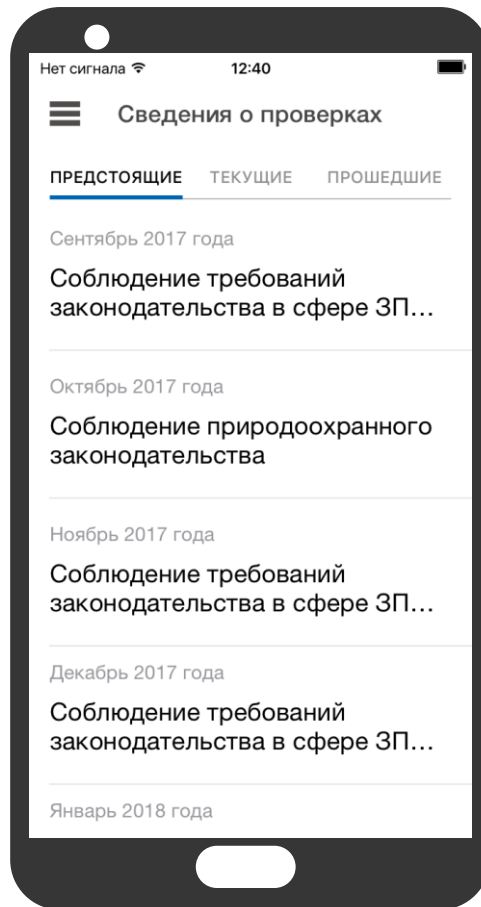 Нет сигнала 12:40
Сведения о проверках
ПРЕДСТОЯЩИЕ ТЕКУЩИЕ ПРОШЕДШИЕ
Сентябрь 2017 года
Соблюдение требований
законодательства в сфере ЗП...
Октябрь 2017 года
Соблюдение природоохранного
законодательства
Ноябрь 2017 года
Соблюдение требований
законодательства в сфере ЗП...
Декабрь 2017 года
Соблюдение требований
законодательства в сфере ЗП...
Январь 2018 года